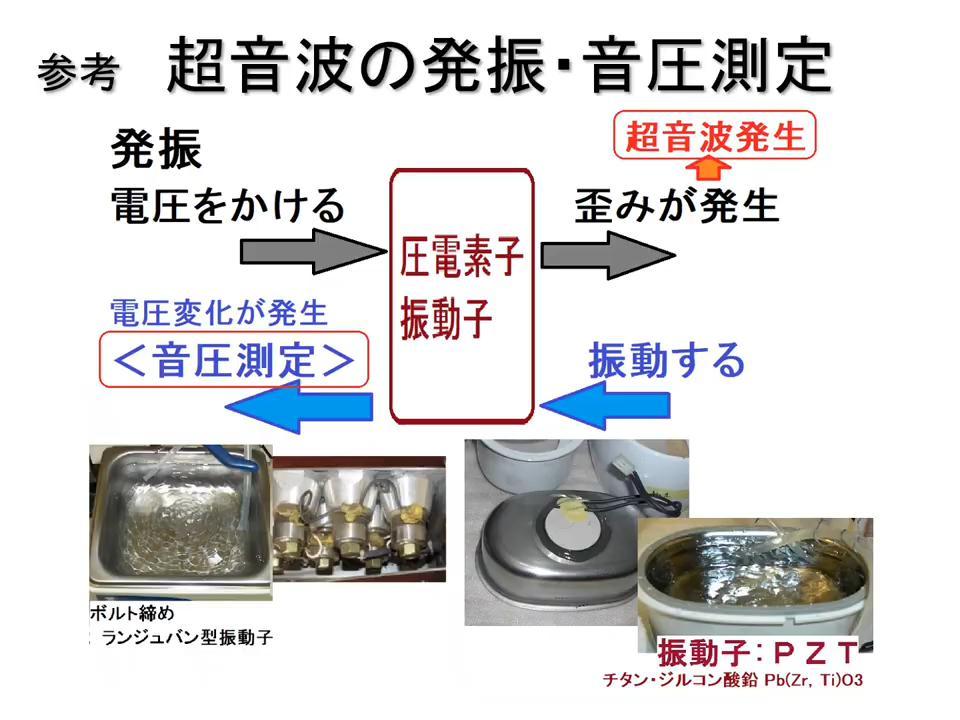 参考 超音波の発振・音圧測定
発振
超音波発生
電圧をかける
歪みが発生
圧電素子
振動子
電圧変化が発生
＜音圧測定＞
振動する
ボルト締め
ランジュバン型振動子
振動子：ＰＺＴ
チタン・ジルコン酸鉛 Pb(Zr, Ti)O3